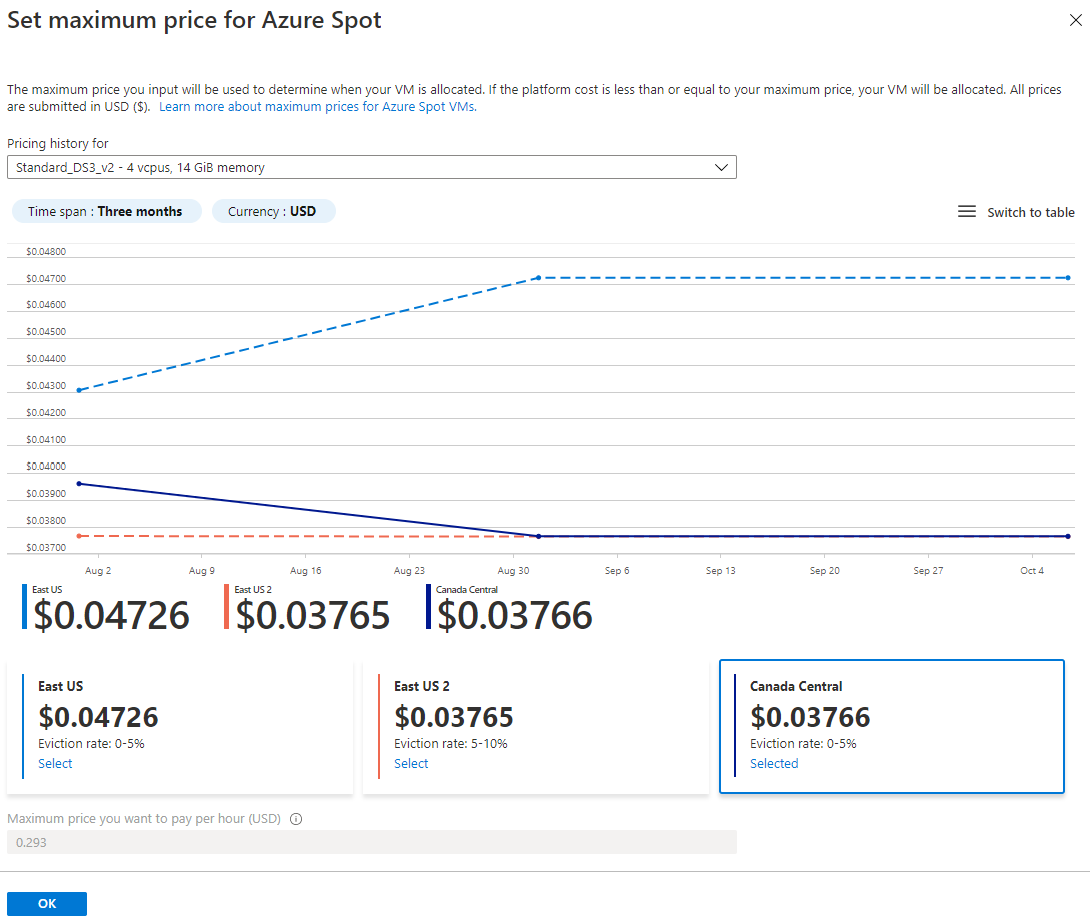 Set maximum price for Azure Spot
The maximum price you input will be used to determine when your VM is allocated. If the platform cost is less than or equal to your maximum price, your VM will be allocated. All prices
are submitted in USD ($). Learn more about maximum prices for Azure Spot VMs.
Pricing history for
Standard_DS3_v2 - 4 vcpus, 14 GiB memory
Time span : Three months Currency : USD Switch to table
$0.04800
$0.04700
$0.04600
$0.04500
$0.04400
$0.04300
$0.04200
$0.04100
$0.04000
$0.03900
$0.03800
$0.03700
Aug 2 Aug 9 Aug 16 Aug 23 Aug 30 Sep 6 Sep 13 Sep 20 Sep 27 Oct 4
East US East US 2 Canada Central
$0.04726 $0.03765 $0.03766
East US
$0.04726
Eviction rate: 0-5%
Select
East US 2
$0.03765
Eviction rate: 5-10%
Select
Canada Central
$0.03766
Eviction rate: 0-5%
Selected
Maximum price you want to pay per hour (USD)
0.293
OK